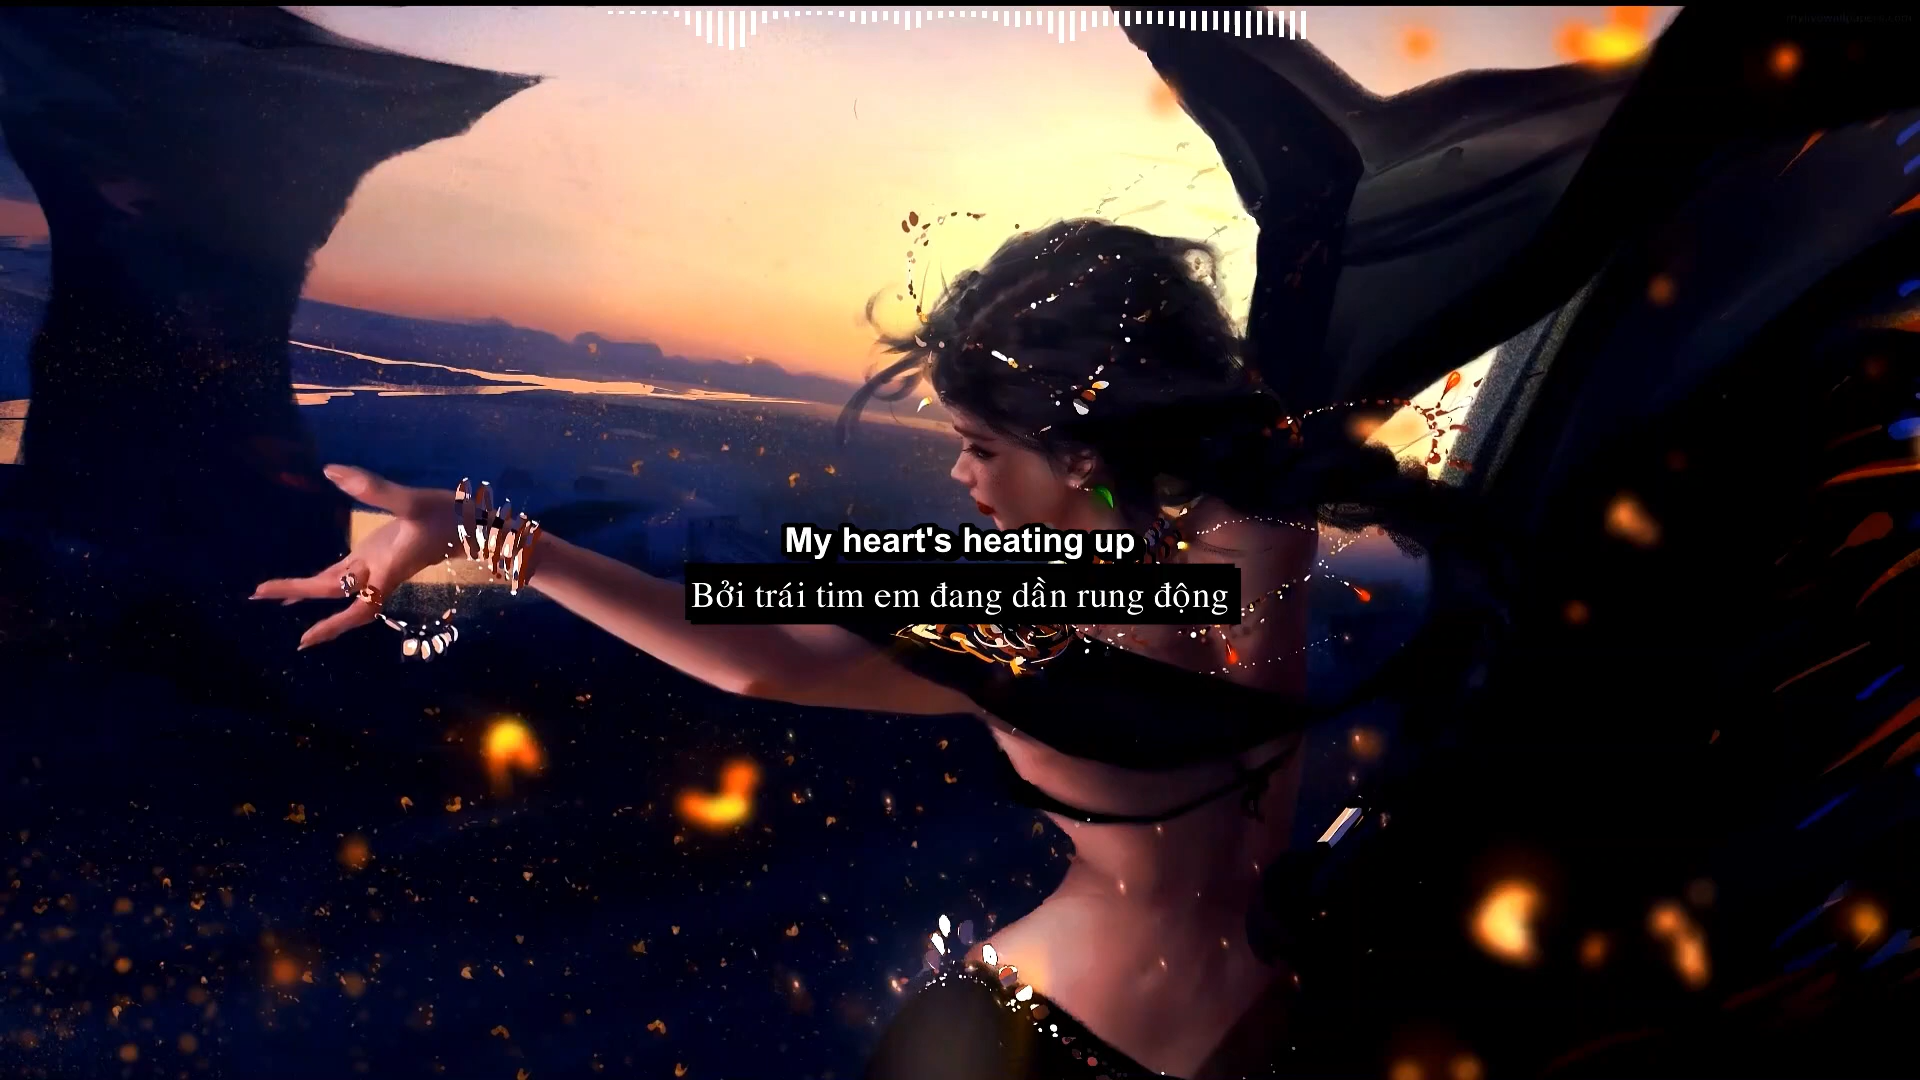 My heart's heating up
Bởi trái tim em đang dần rung động